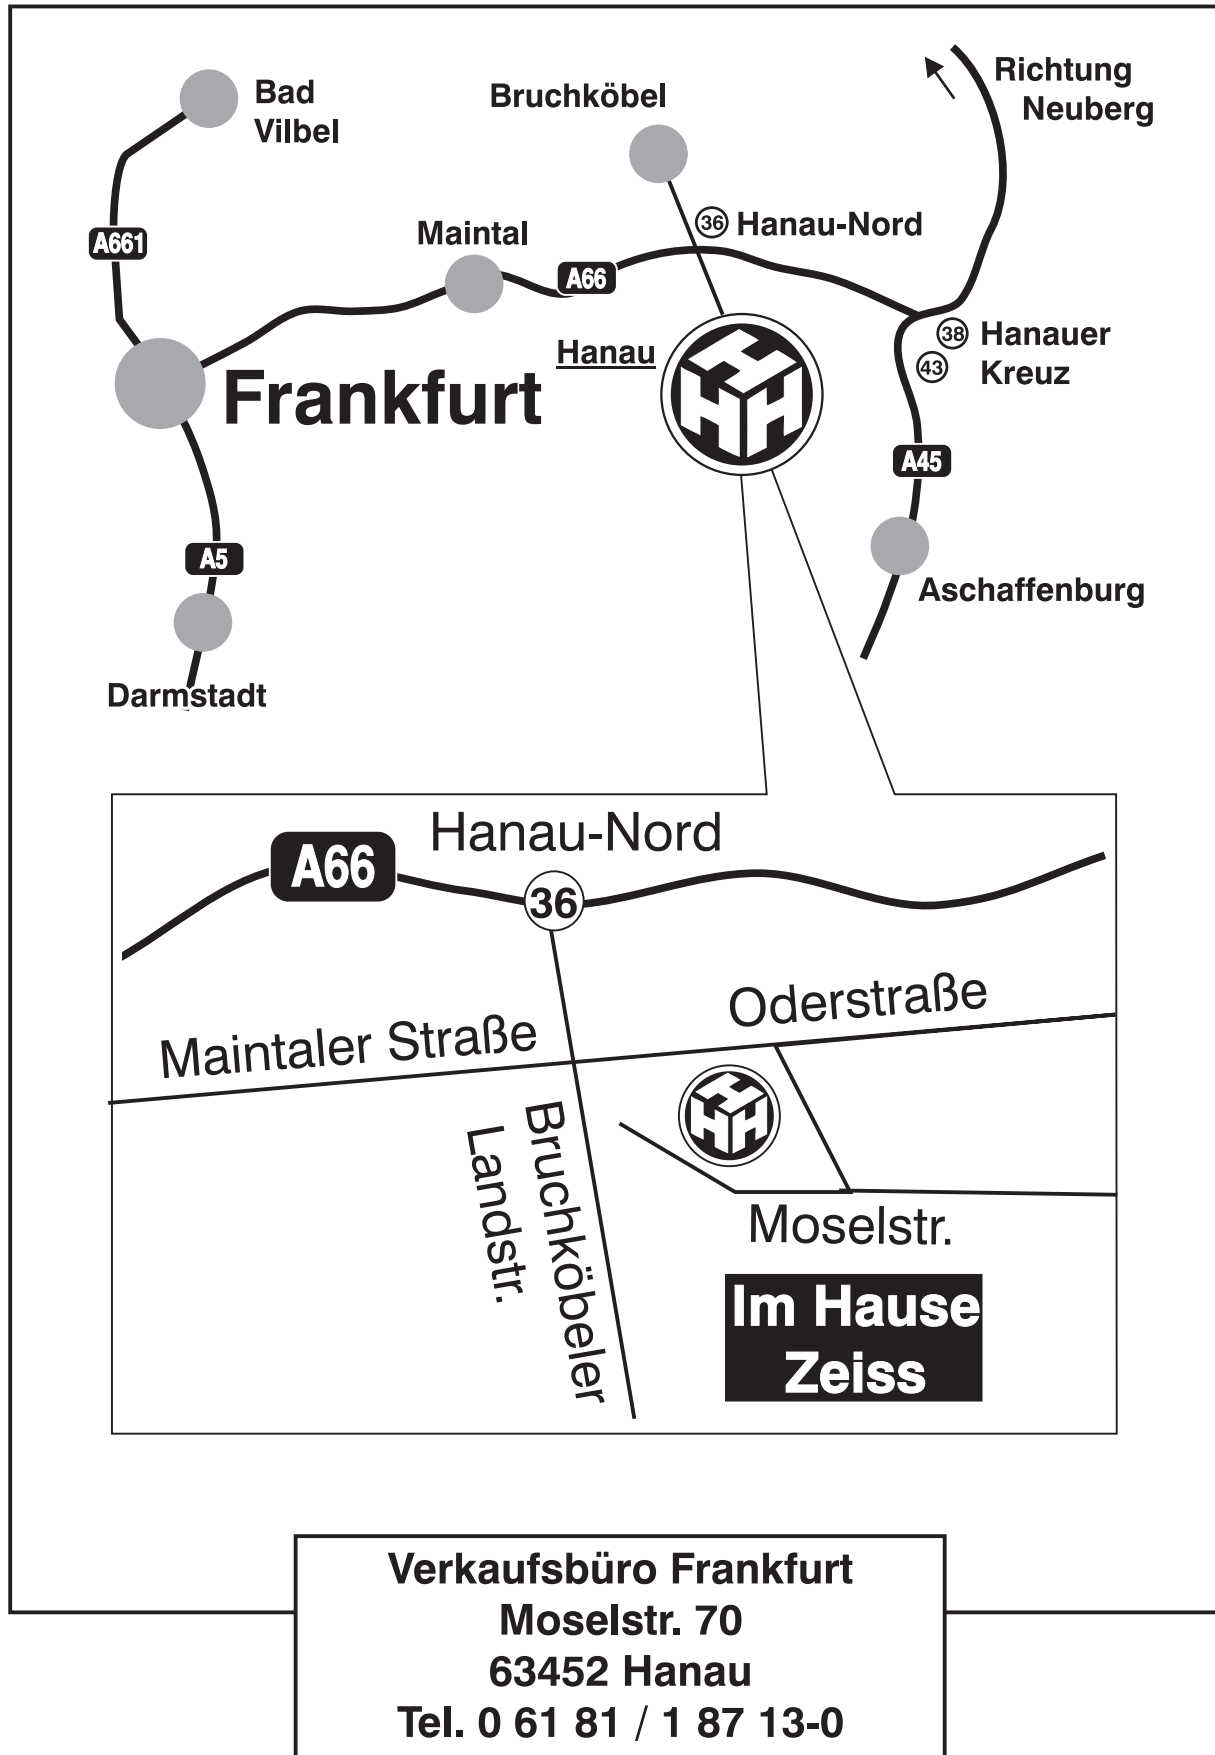 Bad
Vilbel
Bruchköbel
Richtung
Neuberg
A661
Maintal
36 Hanau-Nord
A66
Hanau
38 Hanauer
43 Kreuz
Frankfurt
HHH
A45
A5
Aschaffenburg
Darmstadt
Hanau-Nord
A66
36
Oderstraße
Maintaler Straße
HHH
Bruchköbeler
Landstr.
Moselstr.
Im Hause
Zeiss
Verkaufsbüro Frankfurt
Moselstr. 70
63452 Hanau
Tel. 0 61 81 / 1 87 13-0